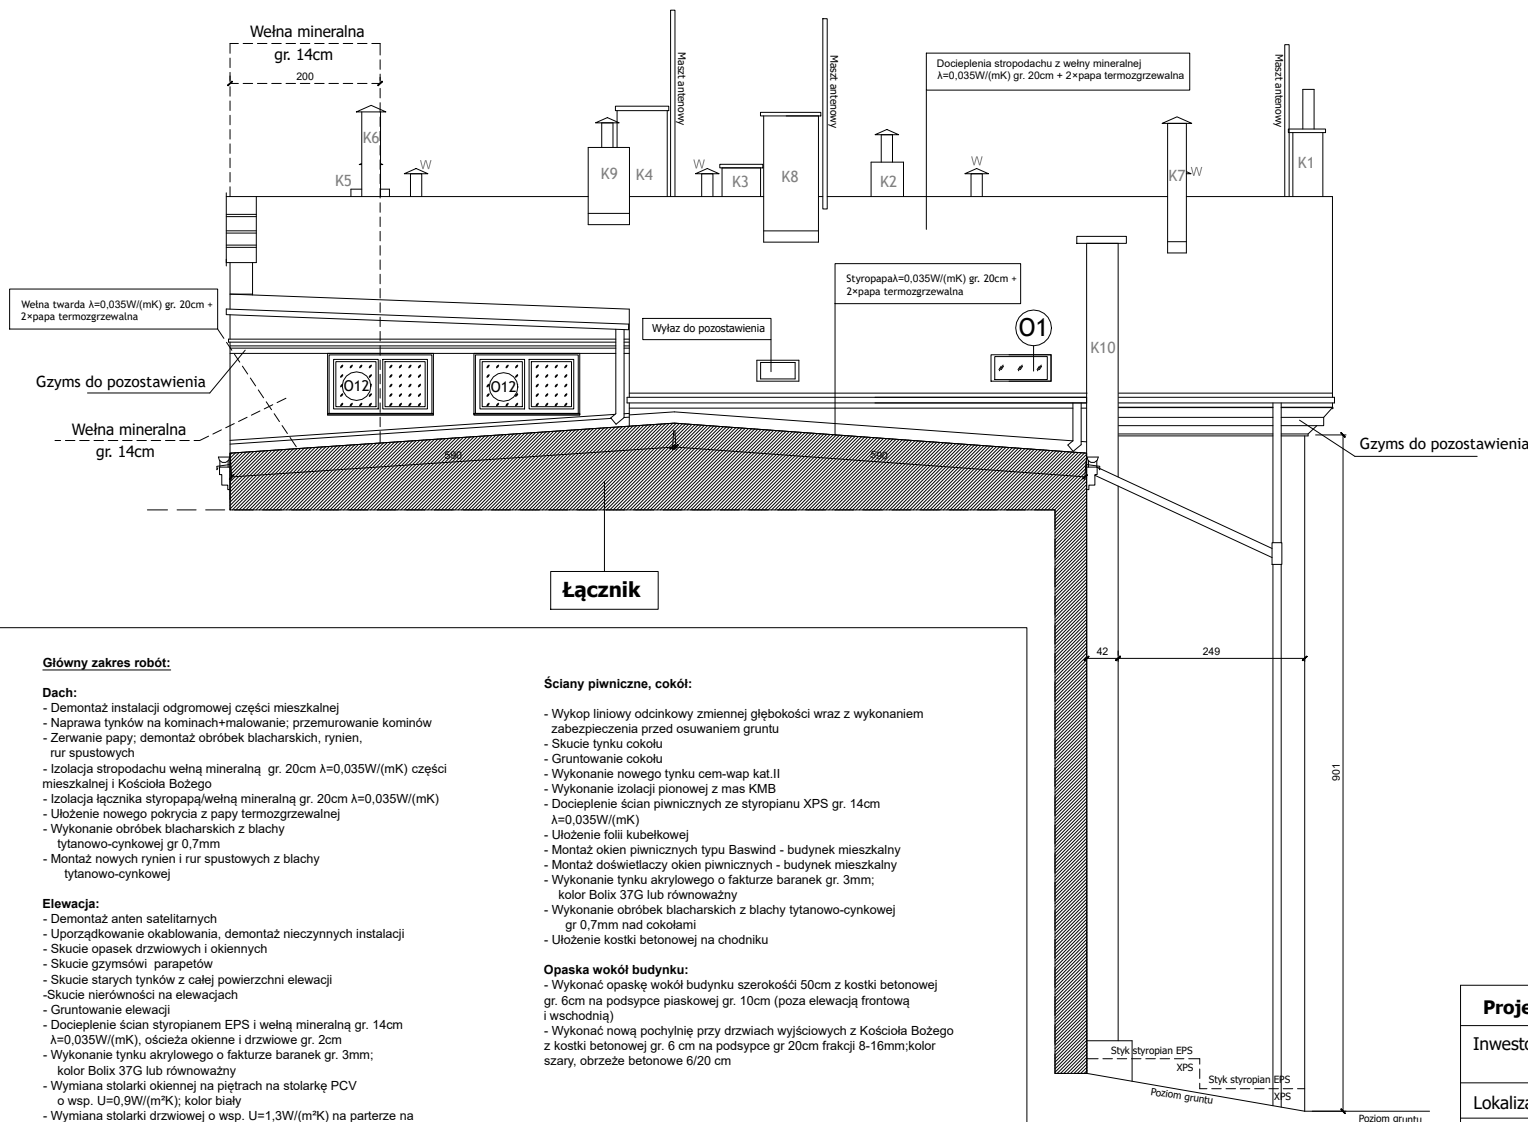 Wełna mineralna
gr. 14cm
200
Maszt antenowy
Maszt antenowy
Docieplenia stropodachu z wełny mineralnej
λ=0,035W/(mK) gr. 20cm + 2×papa termozgrzewalna
Maszt antenowy
K6
K5
W
K9
K4
W
K3
K8
K2
W
K7
W
K1
Wełna twarda λ=0,035W/(mK) gr. 20cm +
2×papa termozgrzewalna
Styropapaλ=0,035W/(mK) gr. 20cm +
2×papa termozgrzewalna
Wyłaz do pozostawienia
O1
K10
Gzyms do pozostawienia
O12
O12
Wełna mineralna
gr. 14cm
590
590
Gzyms do pozostawienia
Łącznik
42
249
901
Główny zakres robót:
Dach:
- Demontaż instalacji odgromowej części mieszkalnej
- Naprawa tynków na kominach+malowanie; przemurowanie kominów
- Zerwanie papy; demontaż obróbek blacharskich, rynien,
rur spustowych
- Izolacja stropodachu wełną mineralną gr. 20cm λ=0,035W/(mK) części
mieszkalnej i Kościoła Bożego
- Izolacja łącznika styropapą/wełną mineralną gr. 20cm λ=0,035W/(mK)
- Ułożenie nowego pokrycia z papy termozgrzewalnej
- Wykonanie obróbek blacharskich z blachy
tytanowo-cynkowej gr 0,7mm
- Montaż nowych rynien i rur spustowych z blachy
tytanowo-cynkowej
Elewacja:
- Demontaż anten satelitarnych
- Uporządkowanie okablowania, demontaż nieczynnych instalacji
- Skucie opasek drzwiowych i okiennych
- Skucie gzymsówi parapetów
- Skucie starych tynków z całej powierzchni elewacji
-Skucie nierówności na elewacjach
- Gruntowanie elewacji
- Docieplenie ścian styropianem EPS i wełną mineralną gr. 14cm
λ=0,035W/(mK), ościeża okienne i drzwiowe gr. 2cm
- Wykonanie tynku akrylowego o fakturze baranek gr. 3mm;
kolor Bolix 37G lub równoważny
- Wymiana stolarki okiennej na piętrach na stolarkę PCV
o wsp. U=0,9W/(m²K); kolor biały
- Wymiana stolarki drzwiowej o wsp. U=1,3W/(m²K) na parterze na
Ściany piwniczne, cokół:
- Wykop liniowy odcinkowy zmiennej głębokości wraz z wykonaniem
zabezpieczenia przed osuwaniem gruntu
- Skucie tynku cokołu
- Gruntowanie cokołu
- Wykonanie nowego tynku cem-wap kat.II
- Wykonanie izolacji pionowej z mas KMB
- Docieplenie ścian piwnicznych ze styropianu XPS gr. 14cm
λ=0,035W/(mK)
- Ułożenie folii kubełkowej
- Montaż okien piwnicznych typu Baswind - budynek mieszkalny
- Montaż doświetlaczy okien piwnicznych - budynek mieszkalny
- Wykonanie tynku akrylowego o fakturze baranek gr. 3mm;
kolor Bolix 37G lub równoważny
- Wykonanie obróbek blacharskich z blachy tytanowo-cynkowej
gr 0,7mm nad cokołami
- Ułożenie kostki betonowej na chodniku
Opaska wokół budynku:
- Wykonać opaskę wokół budynku szerokośći 50cm z kostki betonowej
gr. 6cm na podsypce piaskowej gr. 10cm (poza elewacją frontową
i wschodnią)
- Wykonać nową pochylnię przy drzwiach wyjściowych z Kościoła Bożego
z kostki betonowej gr. 6 cm na podsypce gr 20cm frakcji 8-16mm;kolor
szary, obrzeże betonowe 6/20 cm
Styk styropian EPS
XPS
Styk styropian EPS
XPS
Poziom gruntu
Poziom gruntu
Proje
Inwesto
Lokaliza